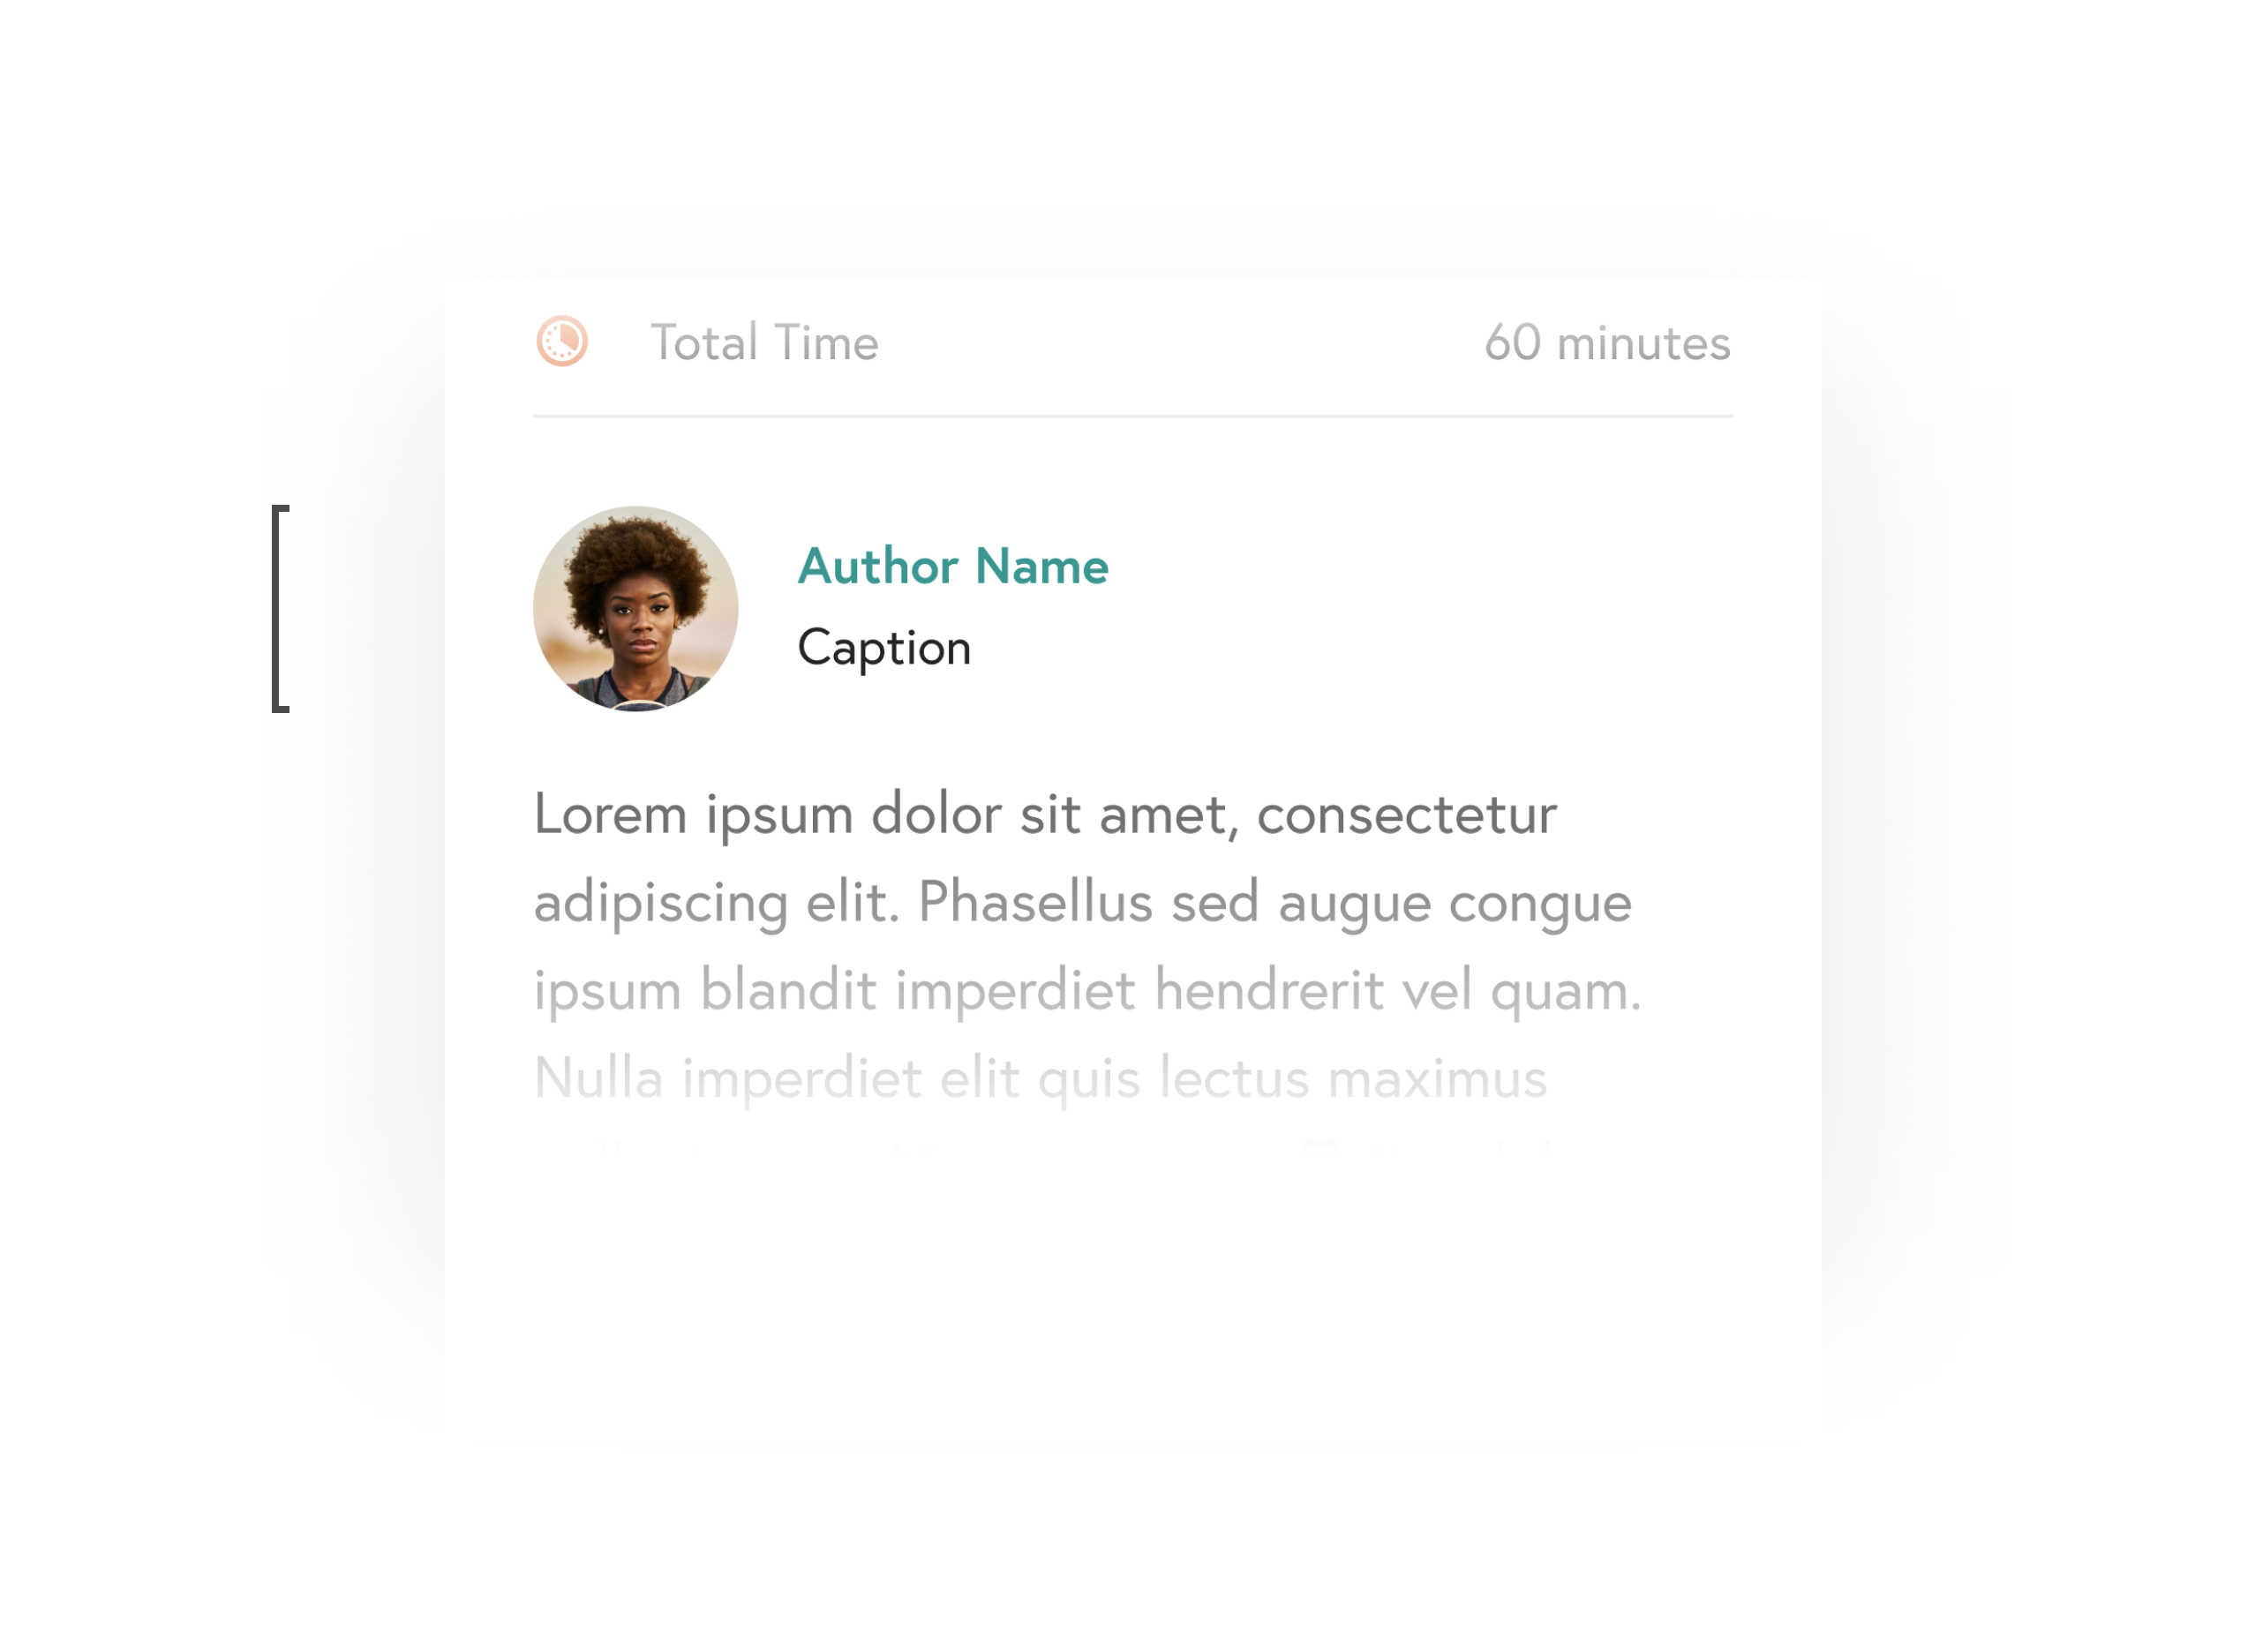 Total Time
60 minutes
Author Name
Caption
Lorem ipsum dolor sit amet, consectetur
adipiscing elit. Phasellus sed augue congue
ipsum blandit imperdiet hendrerit vel quam.
Nulla imperdiet elit quis lectus maximus